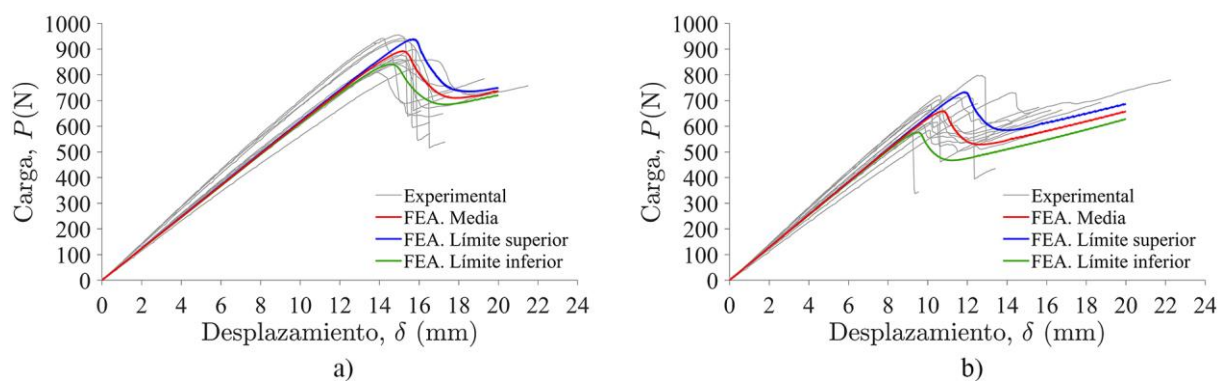 1000
900
800
700
600
500
400
300
200
100
0
Carga, P(N)
Experimental
FEA. Media
FEA. Límite superior
FEA. Límite inferior
0 2 4 6 8 10 12 14 16 18 20 22 24
Desplazamiento, δ (mm)
a)
1000
900
800
700
600
500
400
300
200
100
0
Carga, P(N)
Experimental
FEA. Media
FEA. Límite superior
FEA. Límite inferior
0 2 4 6 8 10 12 14 16 18 20 22 24
Desplazamiento, δ (mm)
b)